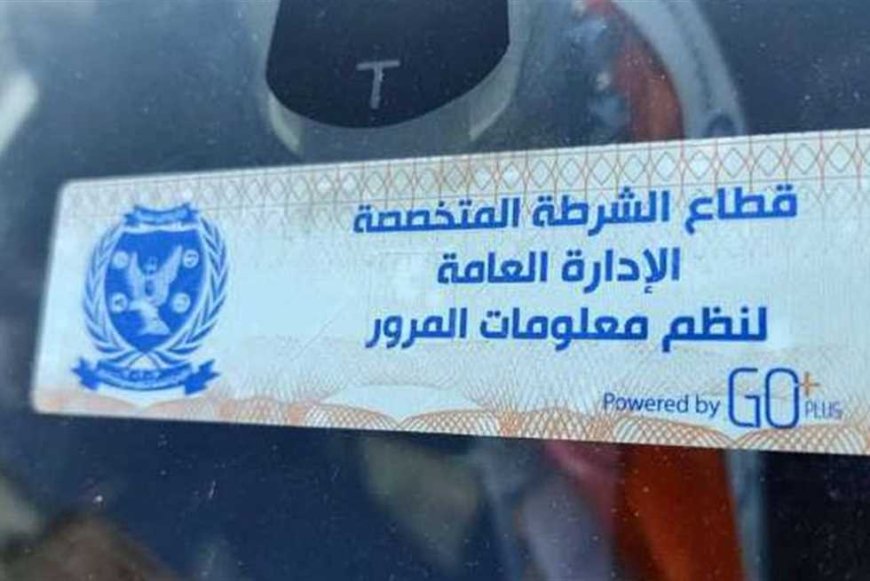 T
قطاع الشرطة المتخصصة
الإدارة العامة
لنظم معلومات المرور
Powered by GO+ PLUS